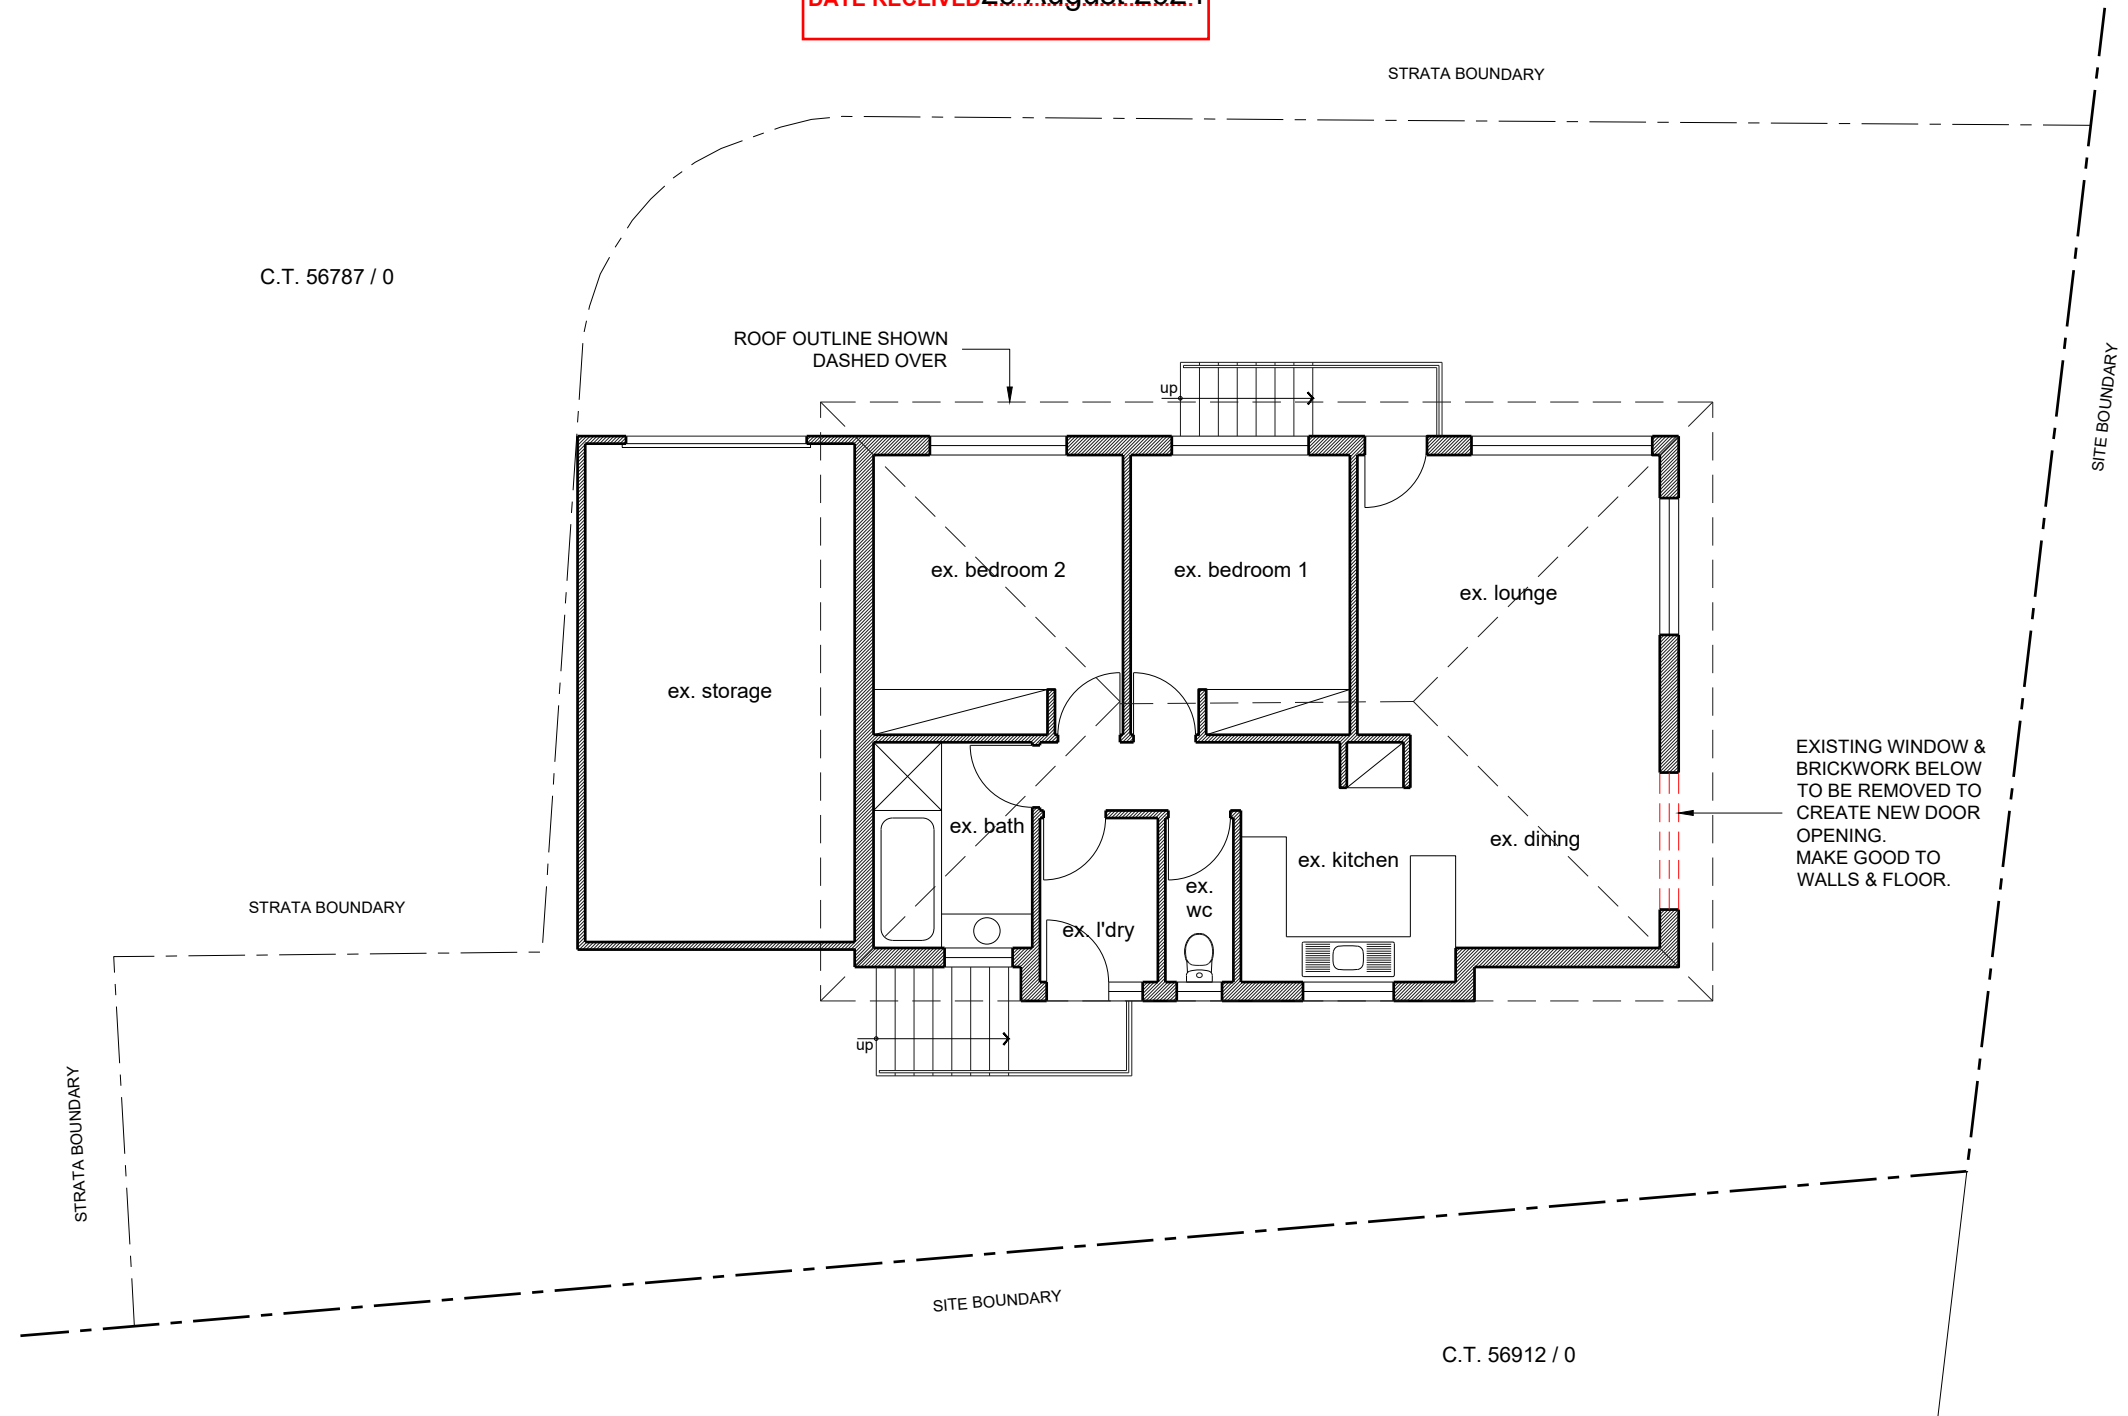 STRATA BOUNDARY
C.T. 56787 / 0
ROOF OUTLINE SHOWN
DASHED OVER
up
SITE BOUNDARY
ex. bedroom 2
ex. bedroom 1
ex. lounge
ex. storage
EXISTING WINDOW &
BRICKWORK BELOW
TO BE REMOVED TO
CREATE NEW DOOR
OPENING.
MAKE GOOD TO
WALLS & FLOOR.
ex. bath
ex. dining
ex. kitchen
ex.
wc
ex. l'dry
STRATA BOUNDARY
up
STRATA BOUNDARY
SITE BOUNDARY
C.T. 56912 / 0